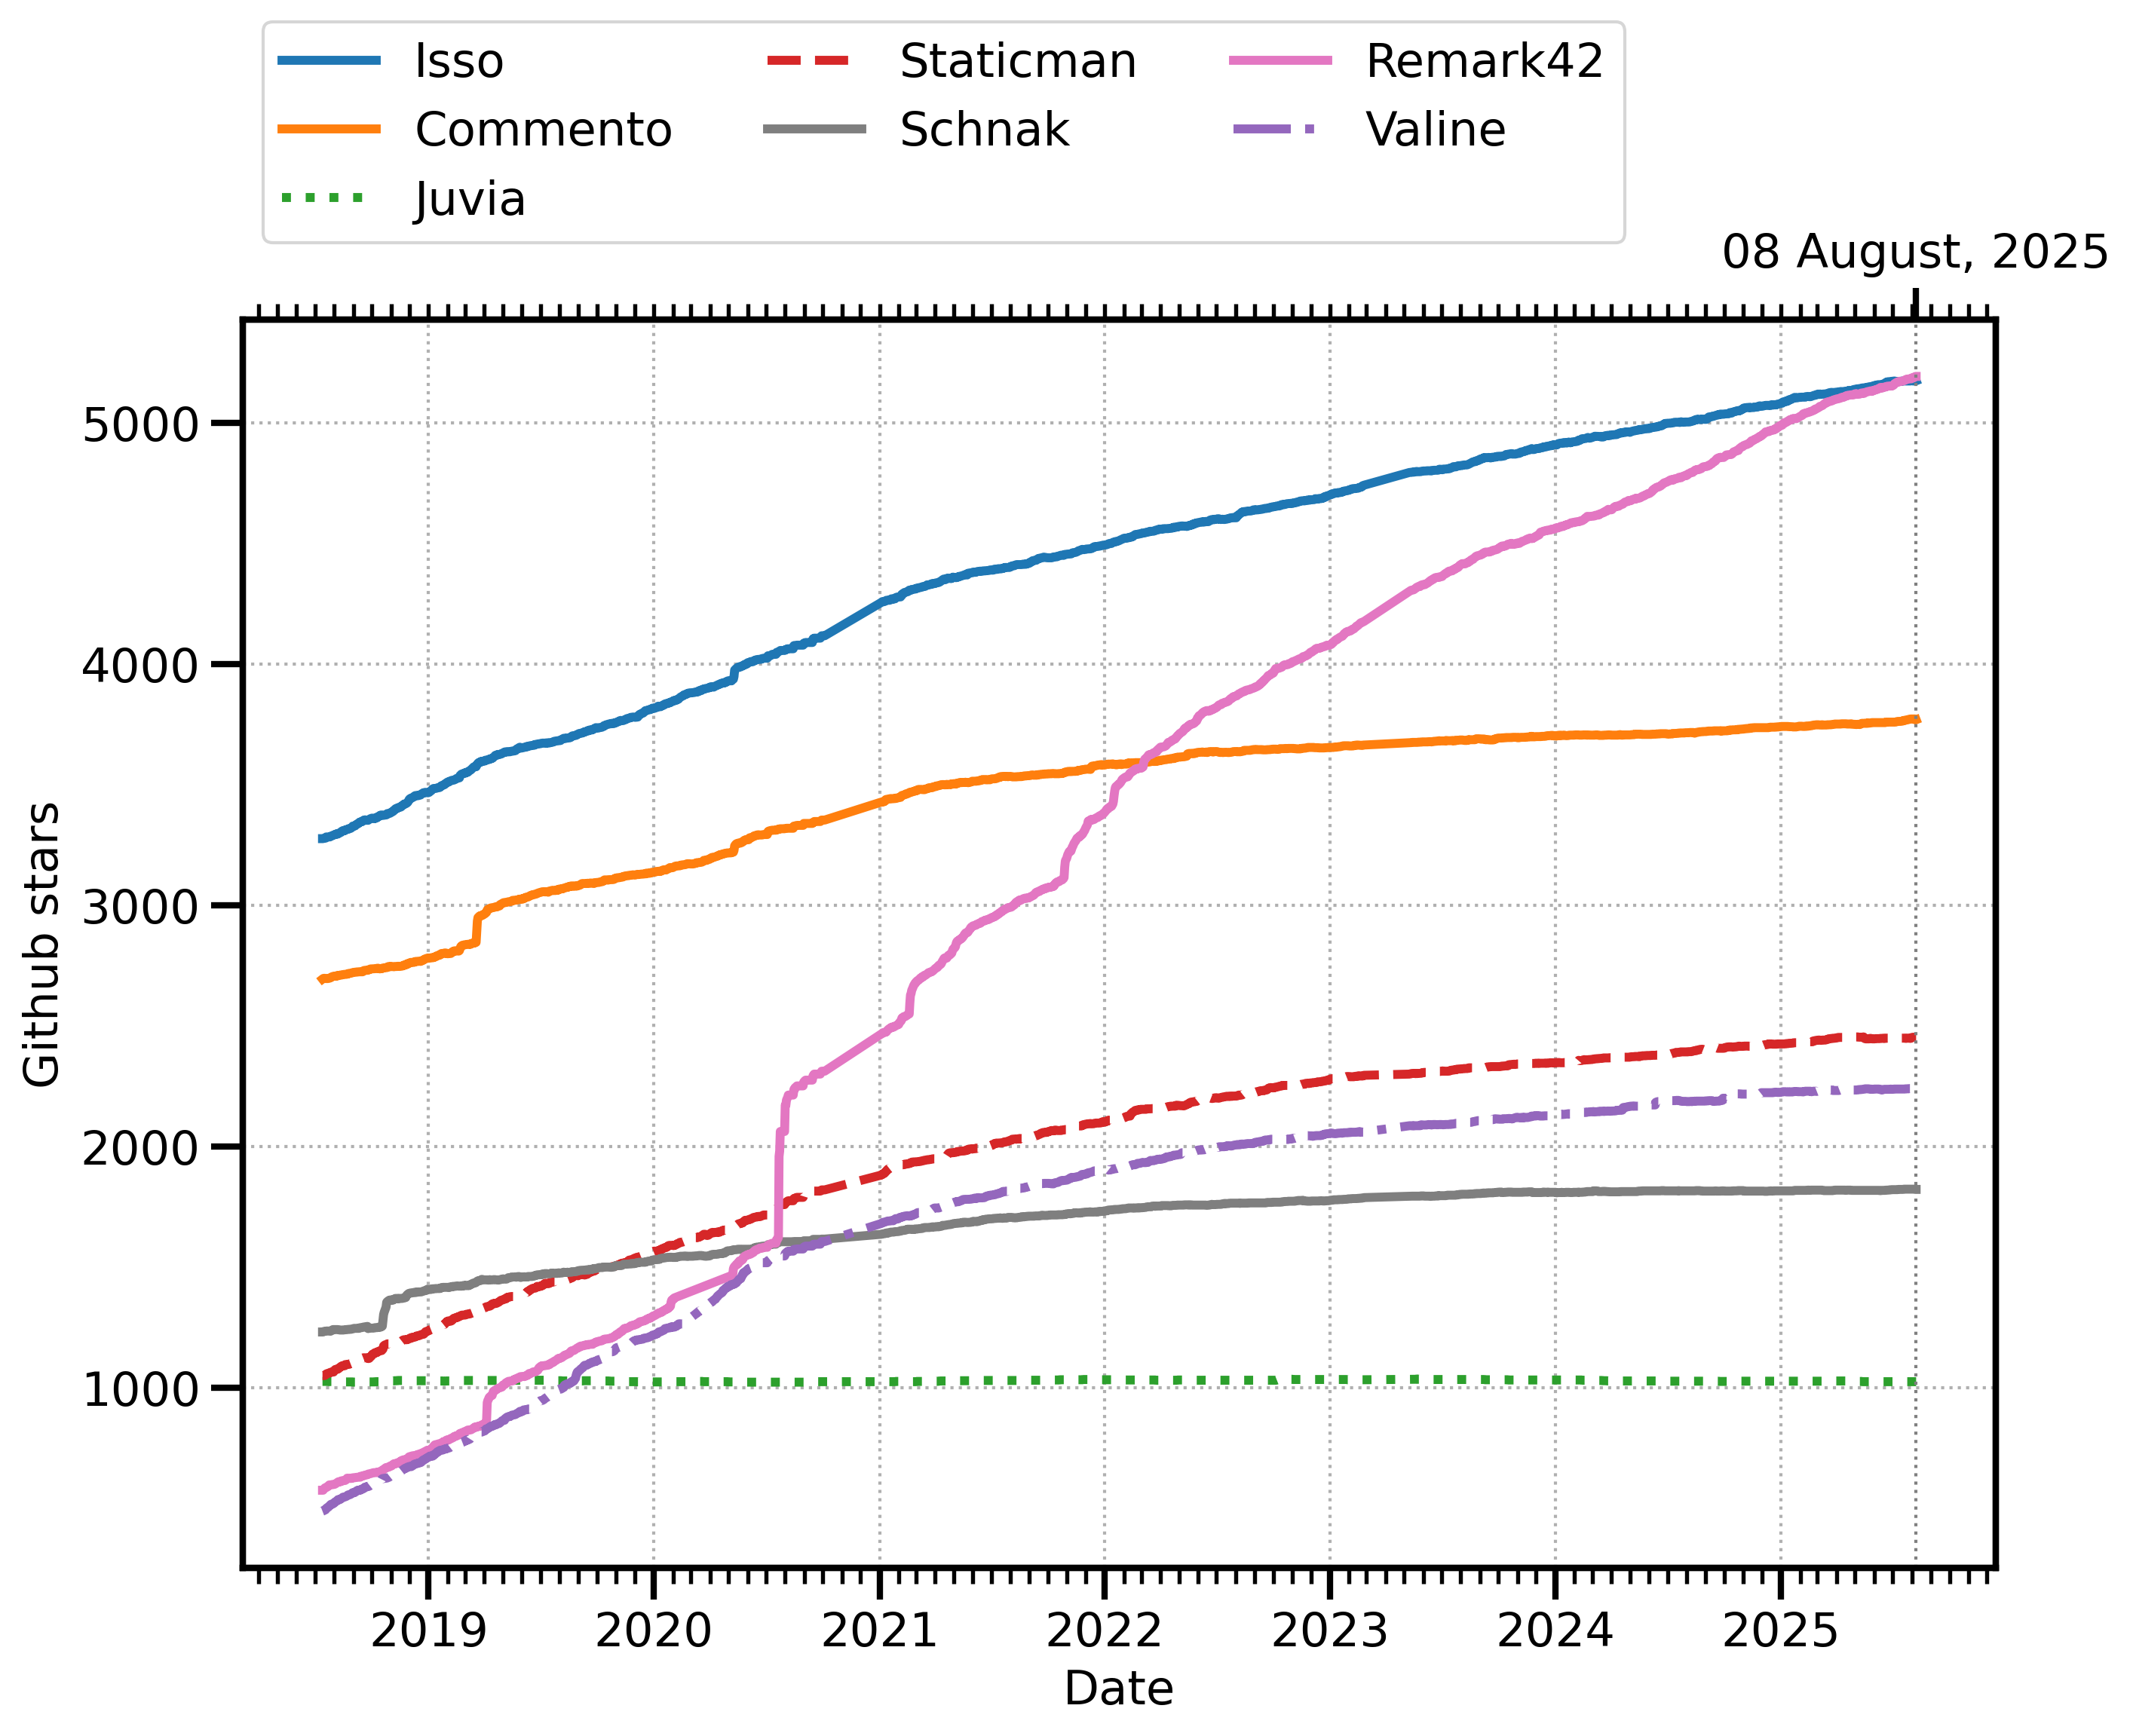 Isso
Commento
Juvia
Staticman
Schnak
Remark42
Valine
08 August, 2025
Github stars
5000
4000
3000
2000
1000
2019 2020 2021 2022 2023 2024 2025
Date